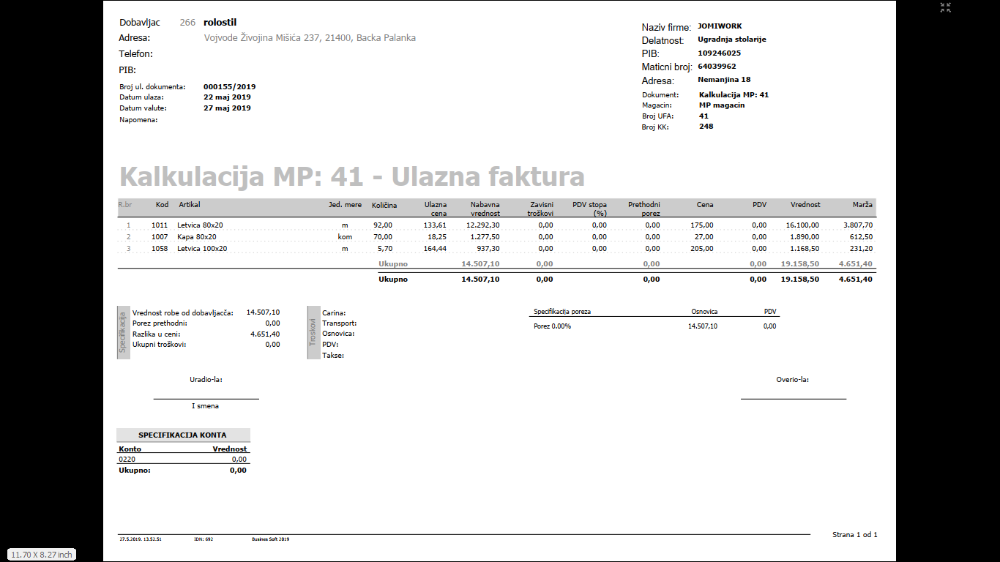 Dobavljac 266 rolostil
Adresa: Vojvode Živojina Mišića 237, 21400, Backa Palanka
Telefon:
PIB:
Broj ul. dokumenta: 000155/2019
Datum ulaza: 22 maj 2019
Datum valute: 27 maj 2019
Napomena:
Naziv firme: JOMIWORK
Delatnost: Ugradnja stolarije
PIB: 109246025
Maticni broj: 64039962
Adresa: Nemanjina 18
Dokument: Kalkulacija MP: 41
Magacin: MP magacin
Broj UFA: 41
Broj KK: 248
Kalkulacija MP: 41 - Ulazna faktura
R.br Kod Artikal Jed. mere Količina Ulazna cena Nabavna vrednost Zavisni troškovi PDV stopa (%) Prethodni porez Cena PDV Vrednost Marža
1 1011 Letvica 80x20 m 92,00 133,61 12.292,30 0,00 0,00 0,00 175,00 0,00 16.100,00 3.807,70
2 1007 Kapa 80x20 kom 70,00 18,25 1.277,50 0,00 0,00 0,00 27,00 0,00 1.890,00 612,50
3 1058 Letvica 100x20 m 5,70 164,44 937,30 0,00 0,00 0,00 205,00 0,00 1.168,50 231,20
Ukupno 14.507,10 0,00 0,00 0,00 19.158,50 4.651,40
Ukupno 14.507,10 0,00 0,00 0,00 19.158,50 4.651,40
Specifikacija
Vrednost robe od dobavljačča: 14.507,10
Porez prethodni: 0,00
Razlika u ceni: 4.651,40
Ukupni troškovi: 0,00
Troskovi
Carina:
Transport:
Osnovica:
PDV:
Takse:
Specifikacija poreza Osnovica PDV
Porez 0.00% 14.507,10 0,00
Uradio-la: Overio-la:
I smena
SPECIFIKACIJA KONTA
Konto Vrednost
0220 0,00
Ukupno: 0,00
27.5.2019, 13.52.51 IDN: 692 Busines Soft 2019 Strana 1 od 1
11.70 X 8.27 inch